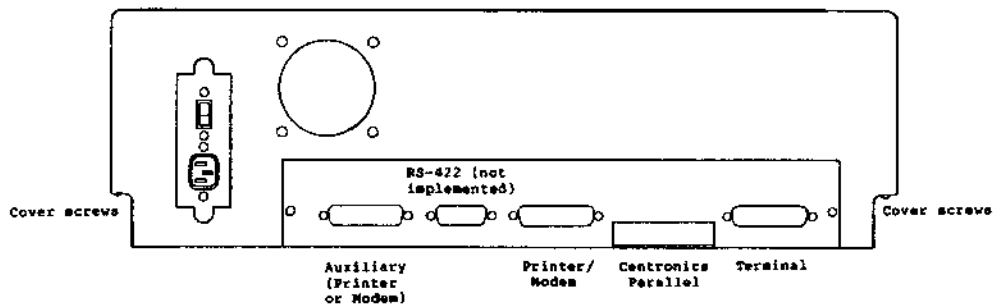 RS-422 (not
implemented)
Cover screws
Cover screws
Auxiliary
(Printer
or Modem)
Printer/
Modem
Centronics
Parallel
Terminal